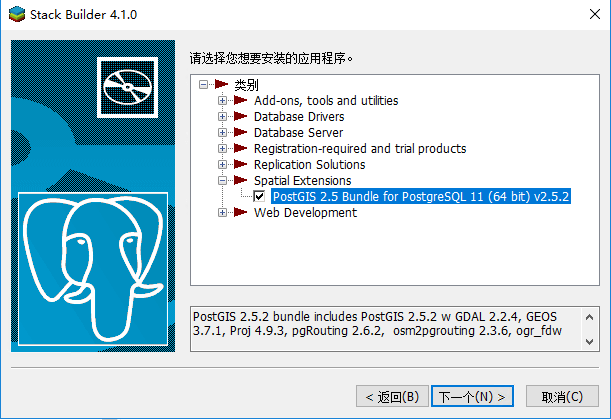 Stack Builder 4.1.0
请选择您想要安装的应用程序。
类别
Add-ons, tools and utilities
Database Drivers
Database Server
Registration-required and trial products
Replication Solutions
Spatial Extensions
PostGIS 2.5 Bundle for PostgreSQL 11 (64 bit) v2.5.2
Web Development
PostGIS 2.5.2 bundle includes PostGIS 2.5.2 w GDAL 2.2.4, GEOS
3.7.1, Proj 4.9.3, pgRouting 2.6.2,  osm2pgrouting 2.3.6, ogr_fdw
< 返回(B)
下一个(N) >
取消(C)